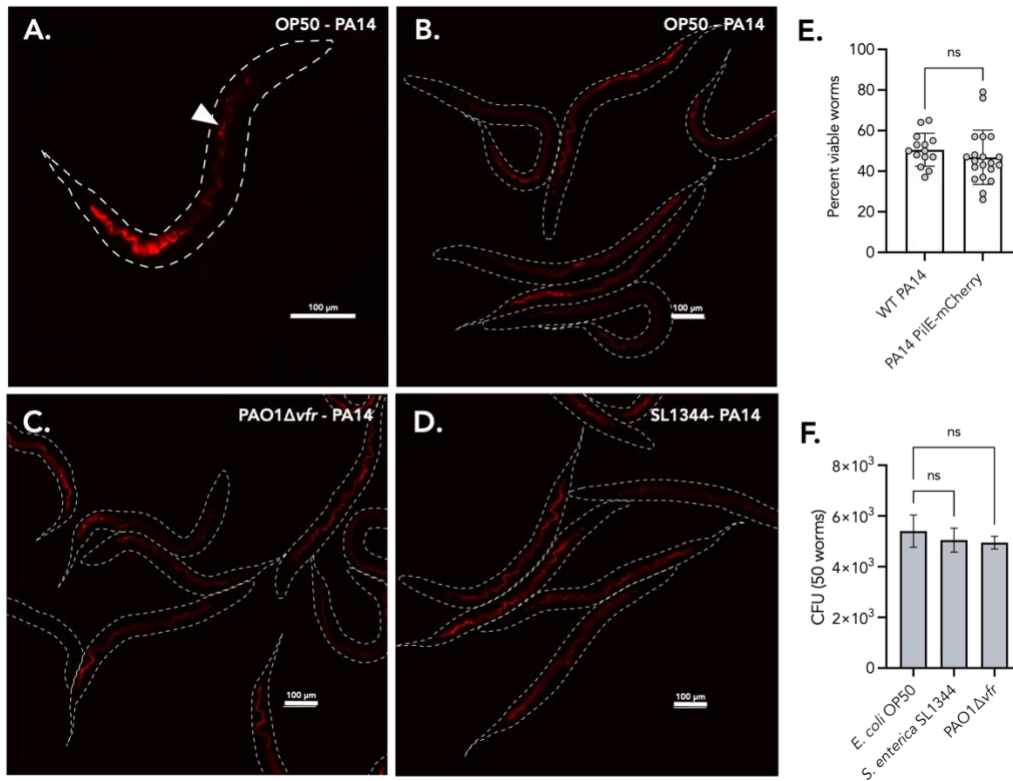 A.
OP50 - PA14
100 µm
B.
OP50 - PA14
100 µm
C.
PAO1Δvfr - PA14
100 µm
D.
SL1344- PA14
100 µm
E.
ns
Percent viable worms
100
80
60
40
20
0
WT PA14
PA14 PilE-mCherry
F.
ns
ns
CFU (50 worms)
8×10³
6×10³
4×10³
2×10³
0
E. coli OP50
S. enterica SL1344
PAO1Δvfr